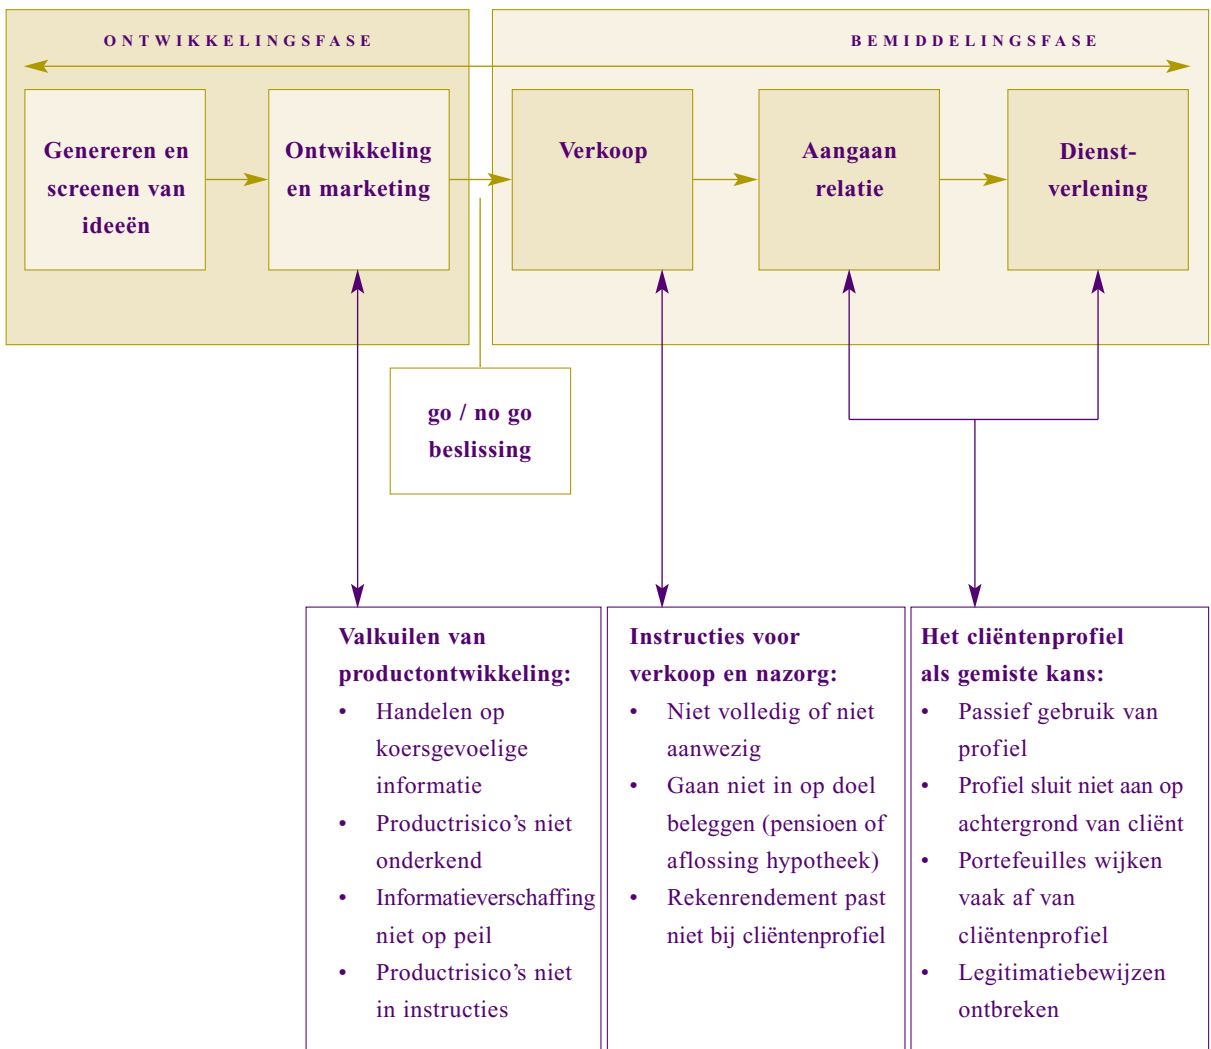 ONTWIKKELINGSFASE
BEMIDDELINGSFASE
Genereren en
screenen van
ideeën
Ontwikkeling
en marketing
Verkoop
Aangaan
relatie
Dienst-
verlening
go / no go
beslissing
Valkuilen van
productontwikkeling:
• Handelen op
koersgevoelige
informatie
• Productrisico’s niet
onderkend
• Informatieverschaffing
niet op peil
• Productrisico’s niet
in instructies
Instructies voor
verkoop en nazorg:
• Niet volledig of niet
aanwezig
• Gaan niet in op doel
beleggen (pensioen of
aflossing hypotheek)
• Rekenrendement past
niet bij cliëntenprofiel
Het cliëntenprofiel
als gemiste kans:
• Passief gebruik van
profiel
• Profiel sluit niet aan op
achtergrond van cliënt
• Portefeuilles wijken
vaak af van
cliëntenprofiel
• Legitimatiebewijzen
ontbreken